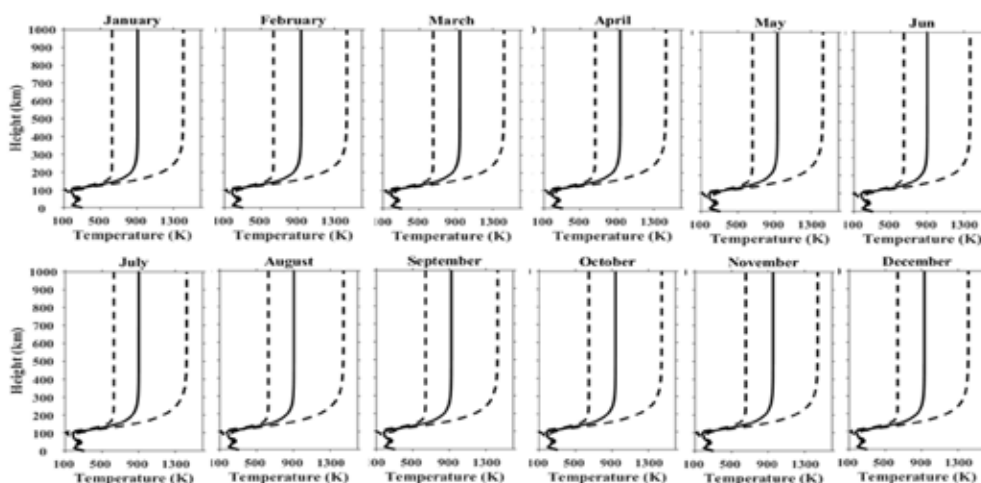 January February March April May Jun
Height (km)
1000
900
800
700
600
500
400
300
200
100
0
100 500 900 1300 100 500 900 1300 100 500 900 1300 100 500 900 1300 100 500 900 1300 100 500 900 1300
Temperature (K) Temperature (K) Temperature (K) Temperature (K) Temperature (K) Temperature (K)
July August September October November December
Height (km)
1000
900
800
700
600
500
400
300
200
100
0
100 500 900 1300 100 500 900 1300 100 500 900 1300 100 500 900 1300 100 500 900 1300 100 500 900 1300
Temperature (K) Temperature (K) Temperature (K) Temperature (K) Temperature (K) Temperature (K)